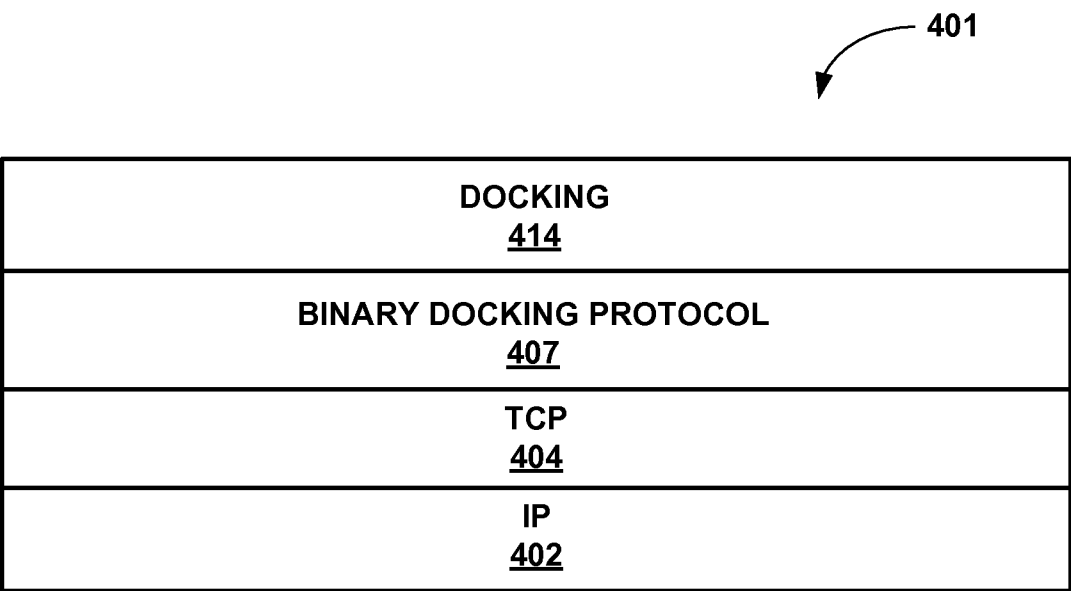 401
DOCKING
414
BINARY DOCKING PROTOCOL
407
TCP
404
IP
402